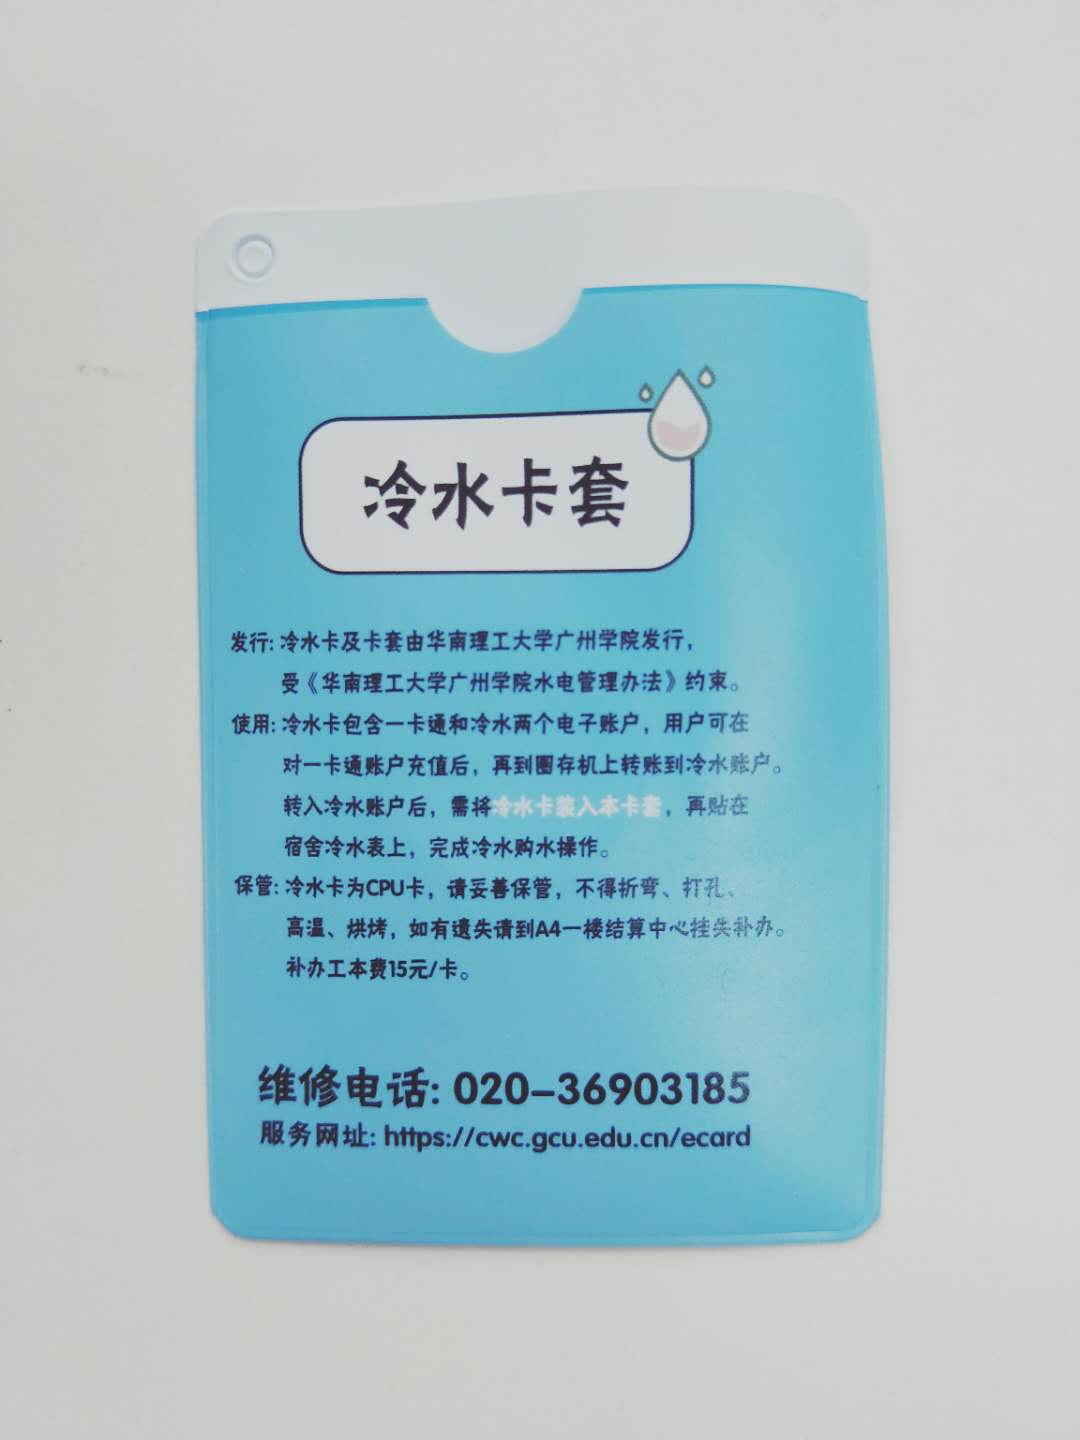 冷水卡套
发行: 冷水卡及卡套由华南理工大学广州学院发行，
受《华南理工大学广州学院水电管理办法》约束。
使用: 冷水卡包含一卡通和冷水两个电子账户，用户可在
对一卡通账户充值后，再到圈存机上转账到冷水账户。
转入冷水账户后，需将冷水卡装入本卡套，再贴在
宿舍冷水表上，完成冷水购水操作。
保管: 冷水卡为CPU卡，请妥善保管，不得折弯、打孔、
高温、烘烤，如有遗失请到A4一楼结算中心挂失补办。
补办工本费15元/卡。
维修电话: 020-36903185
服务网址: https://cwc.gcu.edu.cn/ecard